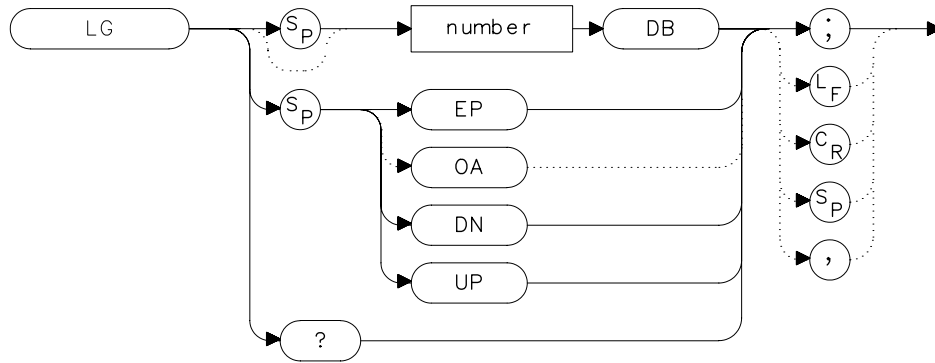 LG SP number DB ;
LF
SP EP
CR
OA
SP
DN
,
UP
?